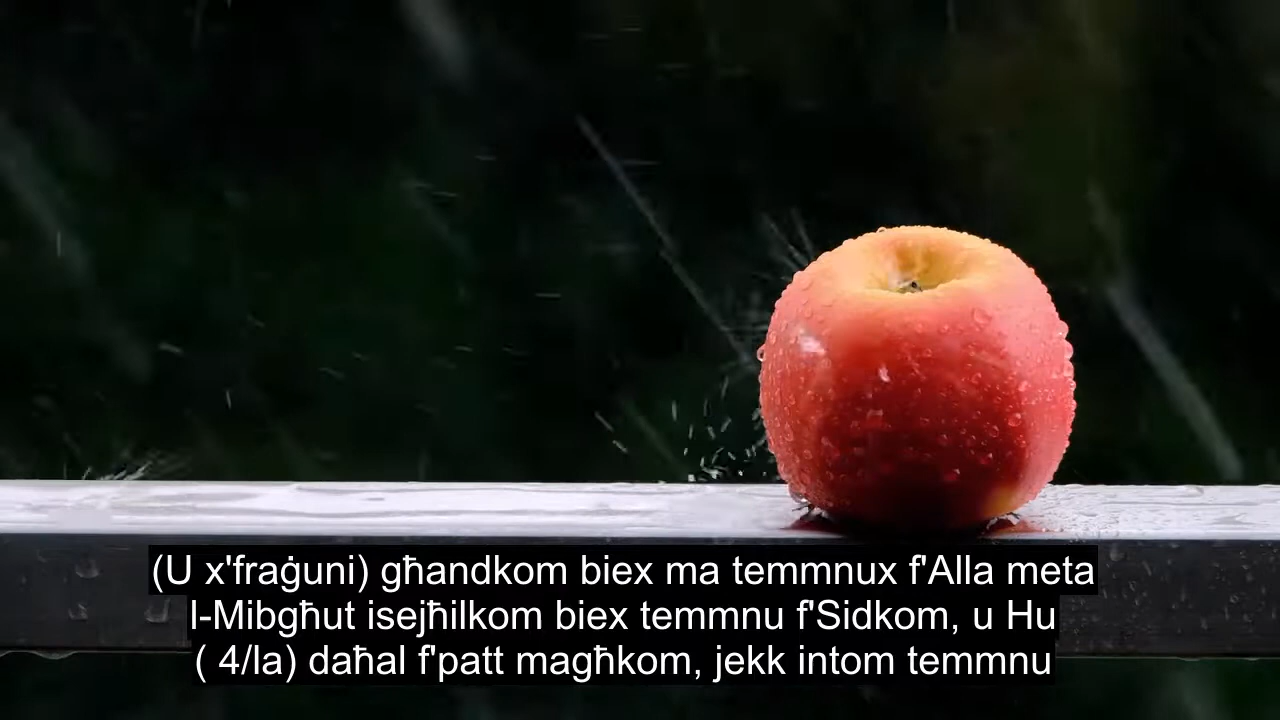 (U x'fraġuni) għandkom biex ma temmnux f'Alla meta
l-Mibgħut isejħilkom biex temmnu f'Sidkom, u Hu
( 4/la) daħal f'patt magħkom, jekk intom temmnu